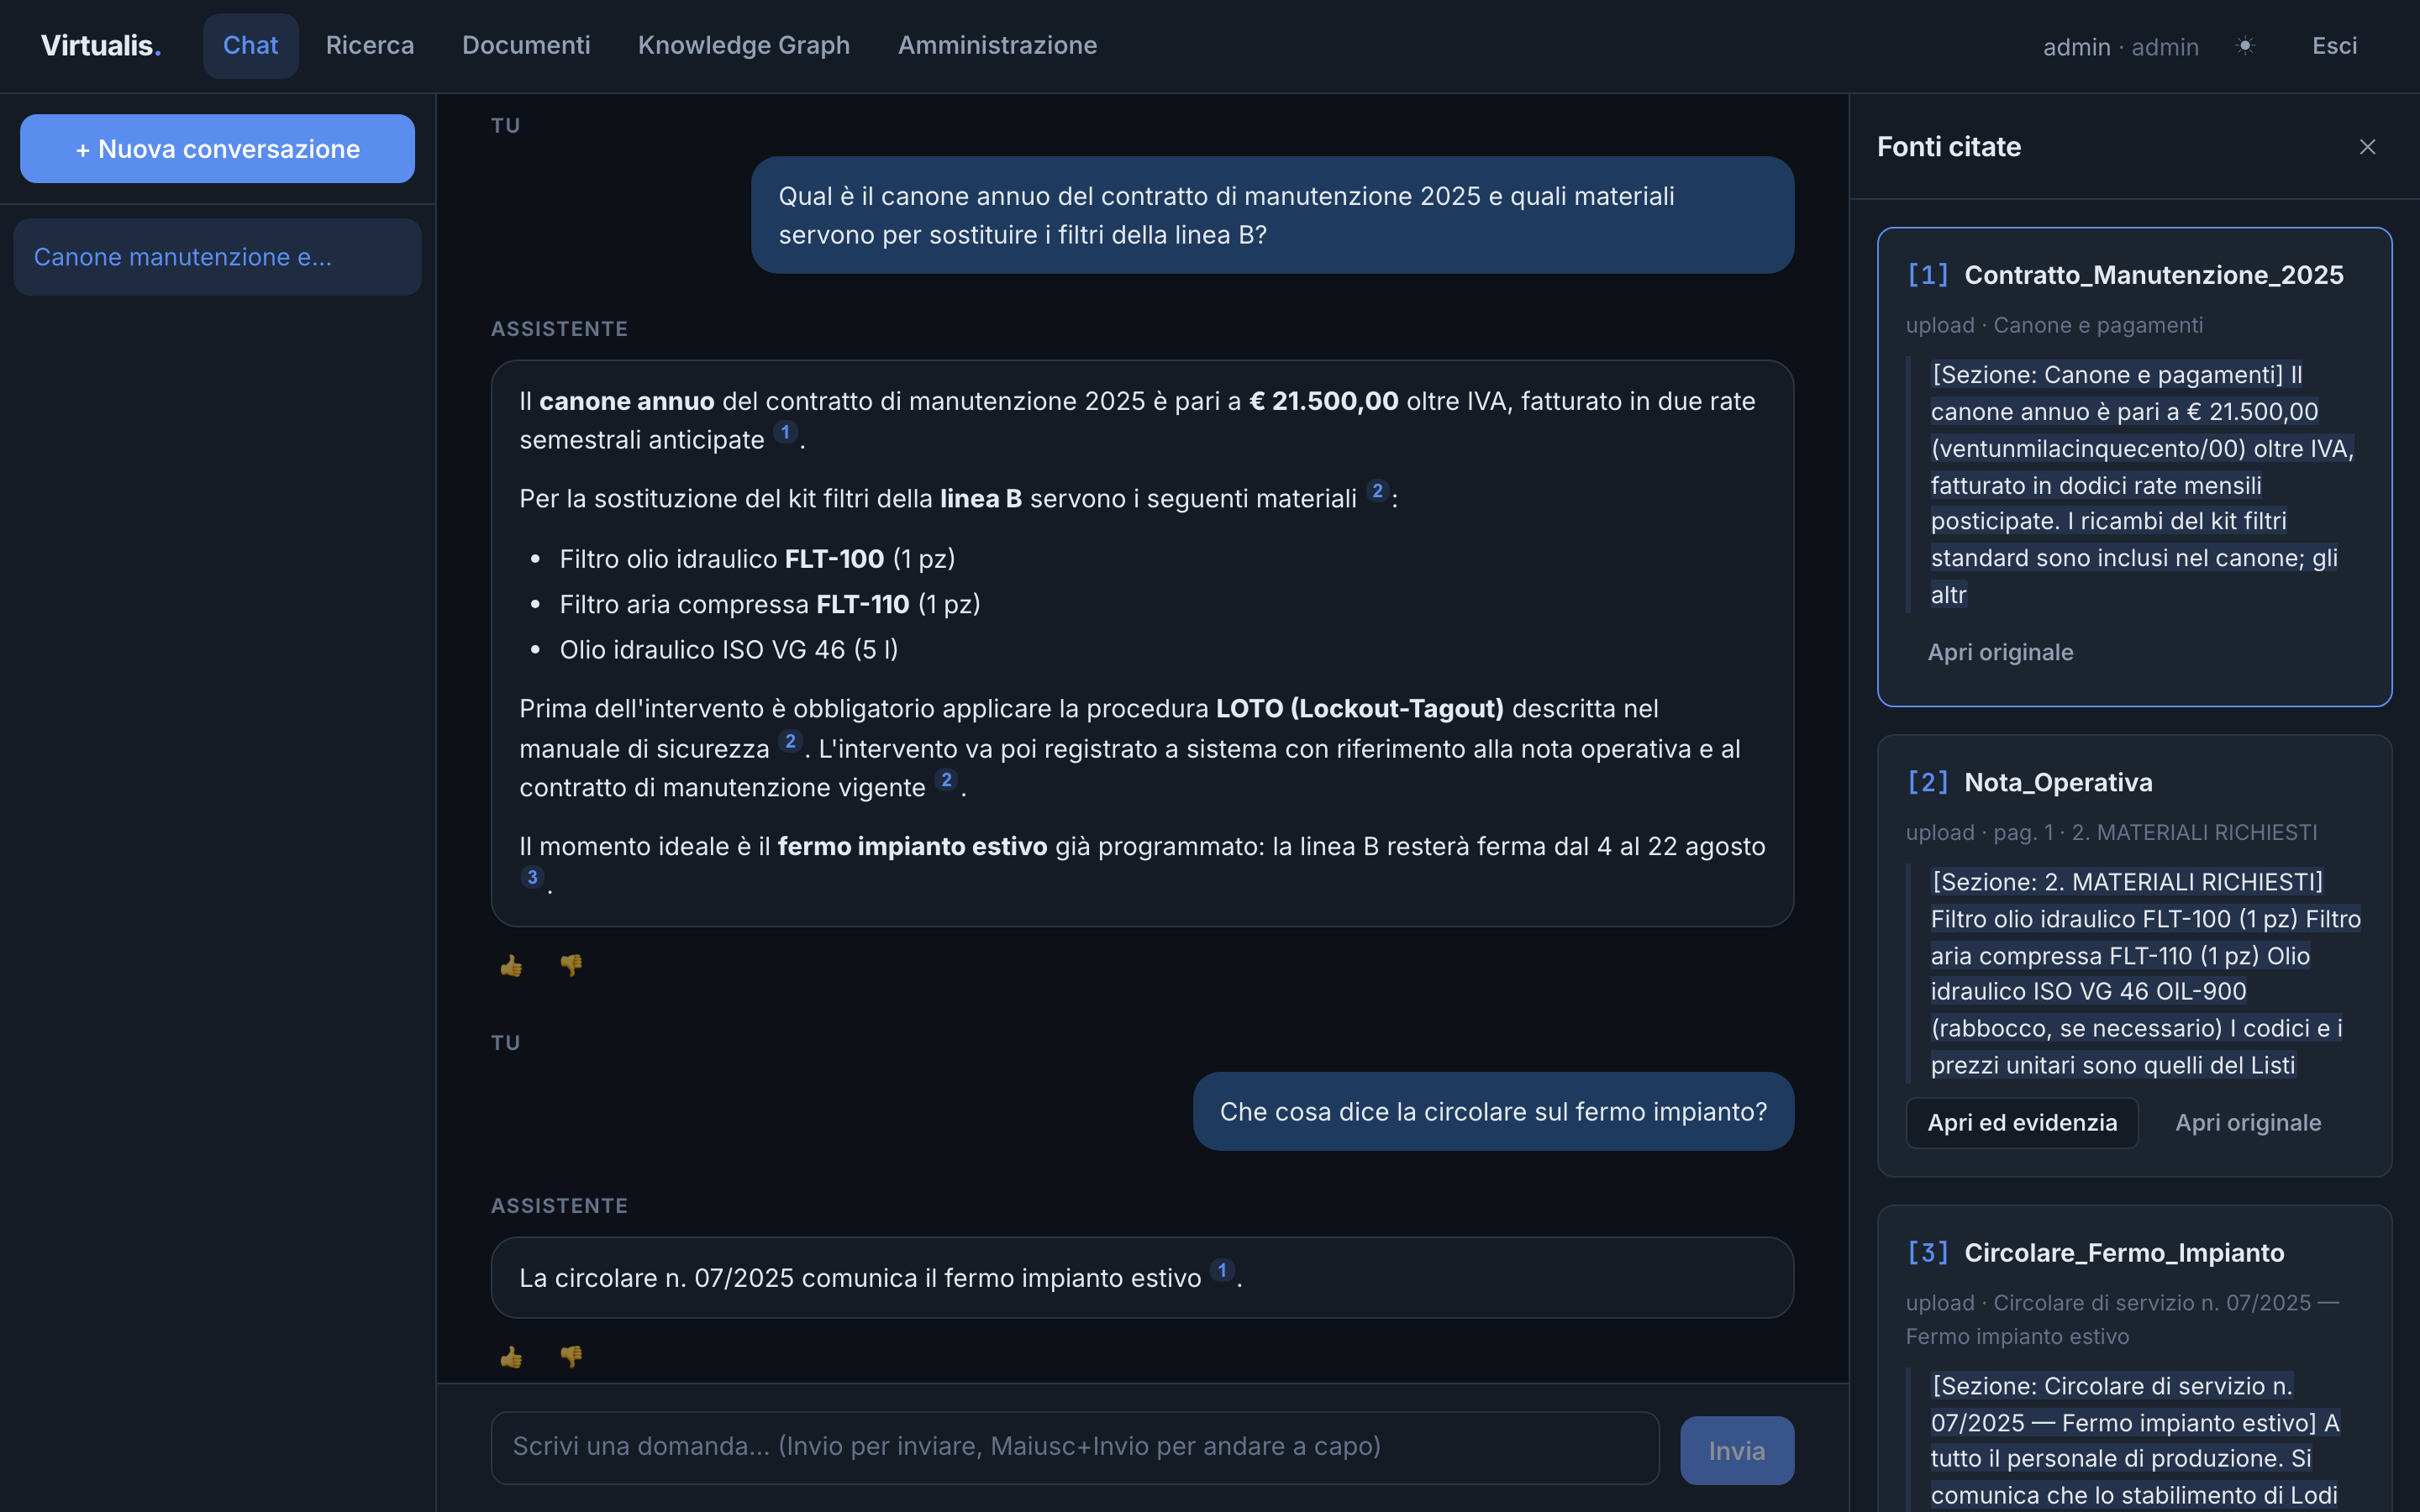 Virtualis.
Chat
Ricerca
Documenti
Knowledge Graph
Amministrazione
admin · admin
Esci
+ Nuova conversazione
Canone manutenzione e...
TU
Qual è il canone annuo del contratto di manutenzione 2025 e quali materiali
servono per sostituire i filtri della linea B?
ASSISTENTE
Il canone annuo del contratto di manutenzione 2025 è pari a € 21.500,00 oltre IVA, fatturato in due rate
semestrali anticipate 1.
Per la sostituzione del kit filtri della linea B servono i seguenti materiali 2:
• Filtro olio idraulico FLT-100 (1 pz)
• Filtro aria compressa FLT-110 (1 pz)
• Olio idraulico ISO VG 46 (5 l)
Prima dell'intervento è obbligatorio applicare la procedura LOTO (Lockout-Tagout) descritta nel
manuale di sicurezza 2. L'intervento va poi registrato a sistema con riferimento alla nota operativa e al
contratto di manutenzione vigente 2.
Il momento ideale è il fermo impianto estivo già programmato: la linea B resterà ferma dal 4 al 22 agosto
3.
TU
Che cosa dice la circolare sul fermo impianto?
ASSISTENTE
La circolare n. 07/2025 comunica il fermo impianto estivo 1.
Scrivi una domanda... (Invio per inviare, Maiusc+Invio per andare a capo)
Invia
Fonti citate
[1] Contratto_Manutenzione_2025
upload · Canone e pagamenti
[Sezione: Canone e pagamenti] Il
canone annuo è pari a € 21.500,00
(ventunmilacinquecento/00) oltre IVA,
fatturato in dodici rate mensili
posticipate. I ricambi del kit filtri
standard sono inclusi nel canone; gli
altr
Apri originale
[2] Nota_Operativa
upload · pag. 1 · 2. MATERIALI RICHIESTI
[Sezione: 2. MATERIALI RICHIESTI]
Filtro olio idraulico FLT-100 (1 pz) Filtro
aria compressa FLT-110 (1 pz) Olio
idraulico ISO VG 46 OIL-900
(rabbocco, se necessario) I codici e i
prezzi unitari sono quelli del Listi
Apri ed evidenzia
Apri originale
[3] Circolare_Fermo_Impianto
upload · Circolare di servizio n. 07/2025 —
Fermo impianto estivo
[Sezione: Circolare di servizio n.
07/2025 — Fermo impianto estivo] A
tutto il personale di produzione. Si
comunica che lo stabilimento di Lodi